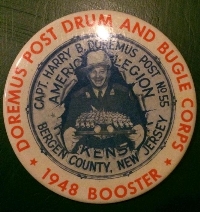 DOREMUS POST DRUM AND BUGLE CORPS
CAPT. HARRY B. DOREMUS POST NO. 55
AMERICAN LEGION
KENS
BERGEN COUNTY, NEW JERSEY
★ 1948 BOOSTER ★